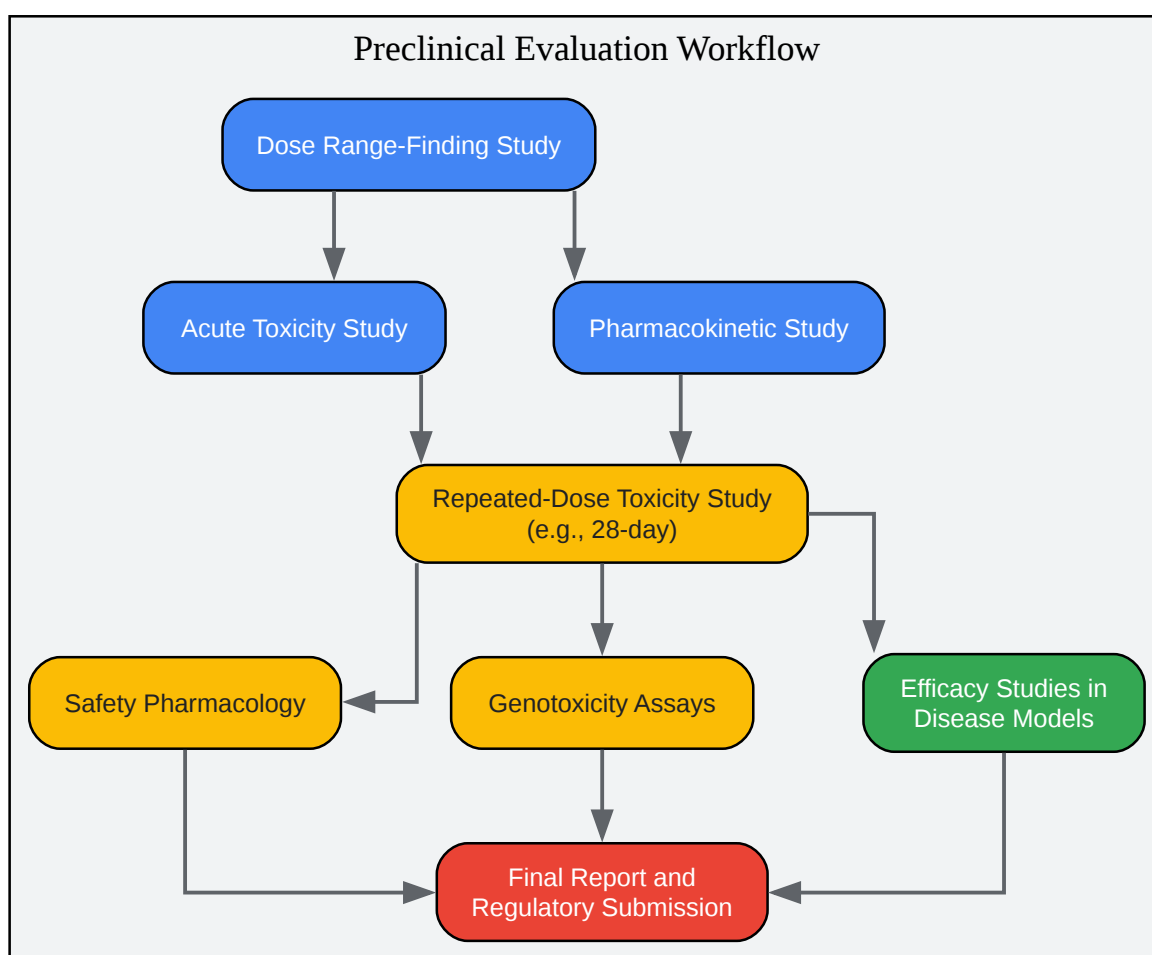 Preclinical Evaluation Workflow
Dose Range-Finding Study
Acute Toxicity Study
Pharmacokinetic Study
Repeated-Dose Toxicity Study
(e.g., 28-day)
Safety Pharmacology
Genotoxicity Assays
Efficacy Studies in
Disease Models
Final Report and
Regulatory Submission